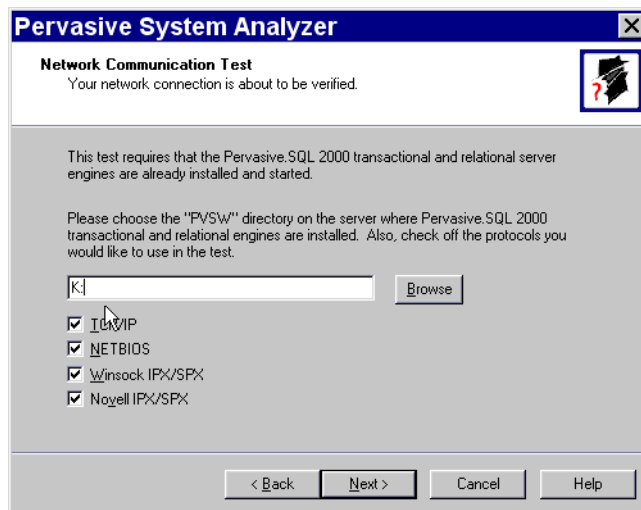 Pervasive System Analyzer
Network Communication Test
Your network connection is about to be verified.
?
This test requires that the Pervasive.SQL 2000 transactional and relational server
engines are already installed and started.
Please choose the "PVSW" directory on the server where Pervasive.SQL 2000
transactional and relational engines are installed. Also, check off the protocols you
would like to use in the test.
K:
Browse
TCP/IP
NETBIOS
Winsock IPX/SPX
Novell IPX/SPX
< Back
Next >
Cancel
Help